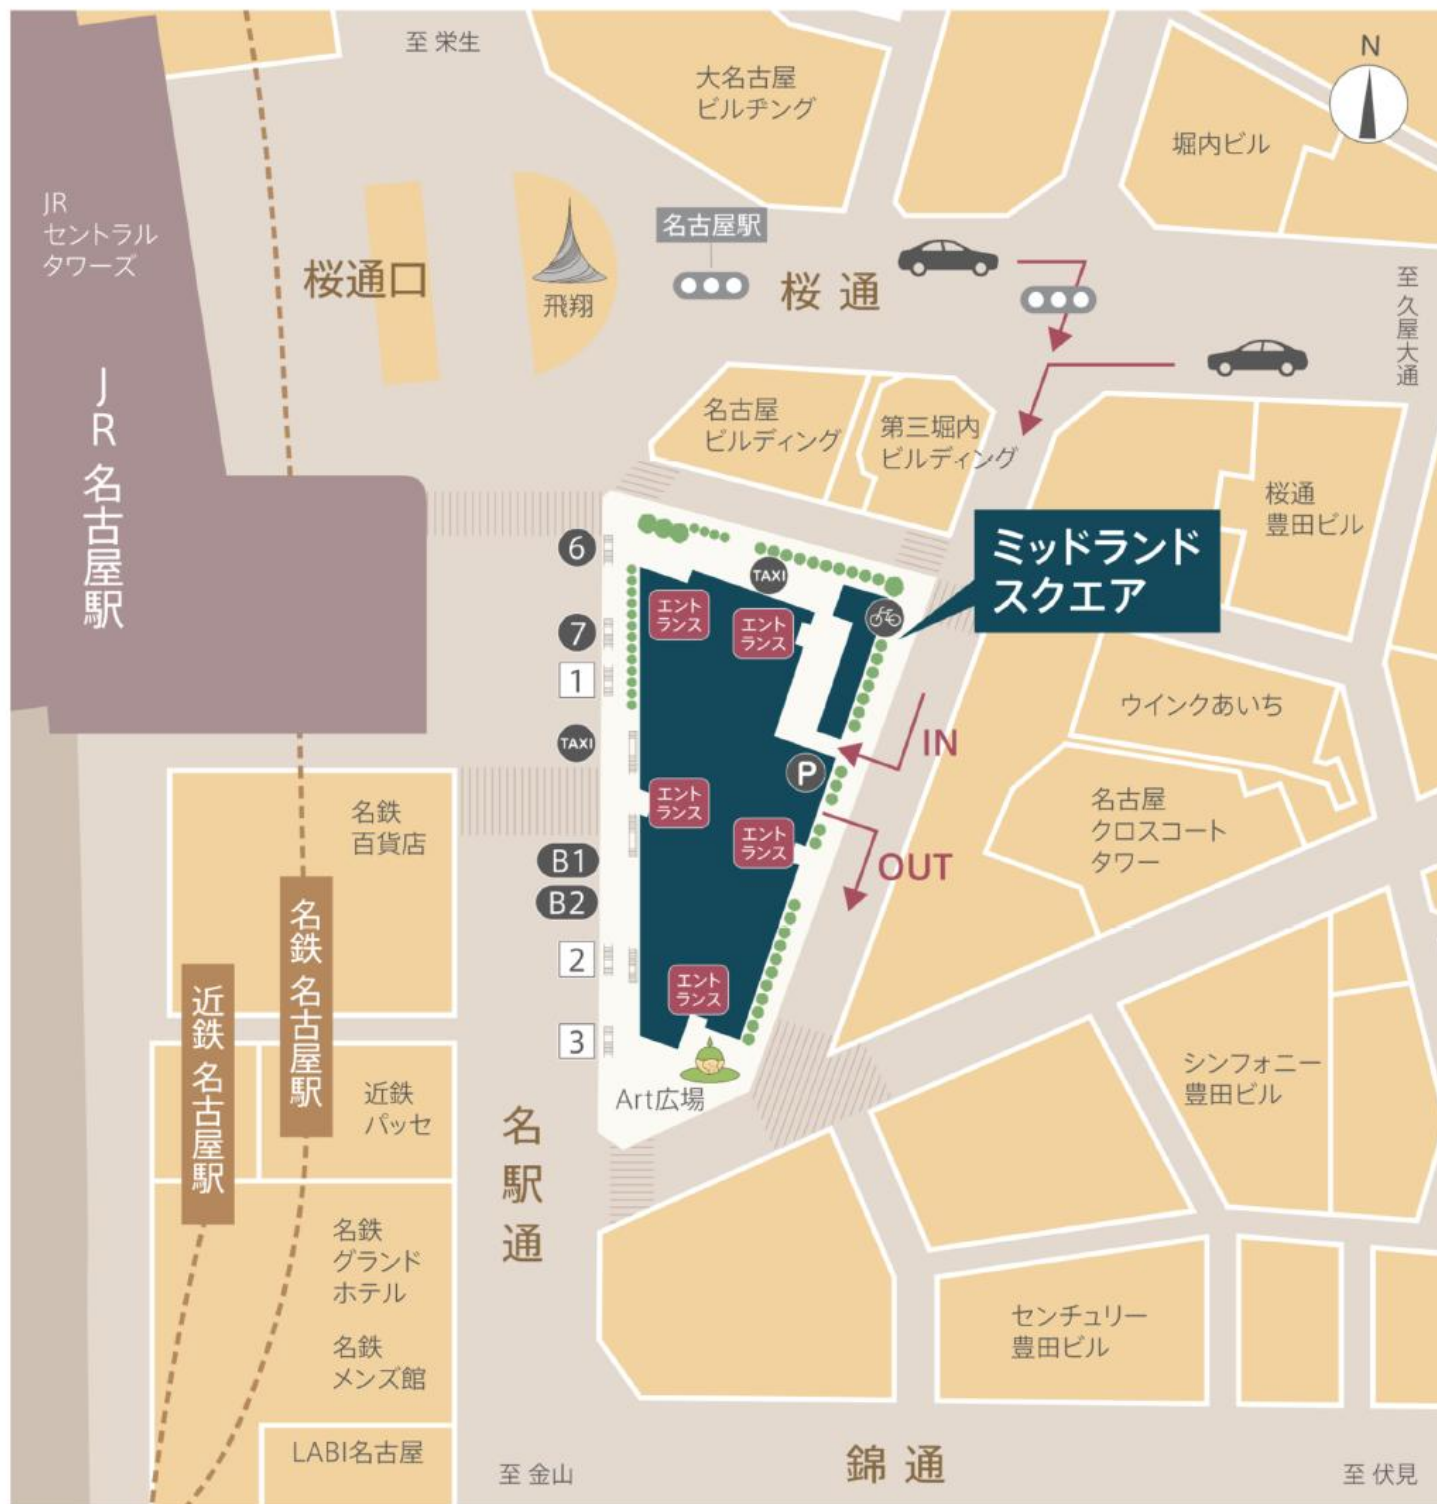 至 栄生
大名古屋
ビルヂング
堀内ビル
N
JR
セントラル
タワーズ
桜通口
飛翔
名古屋駅
桜 通
至 久屋大通
JR 名古屋駅
名古屋
ビルディング
第三堀内
ビルディング
桜通
豊田ビル
ミッドランド
スクエア
6
TAXI
エント
ランス
エント
ランス
7
1
ウインクあいち
TAXI
IN
P
名鉄
百貨店
エント
ランス
エント
ランス
名古屋
クロスコート
タワー
B1
OUT
B2
名鉄 名古屋駅
近鉄 名古屋駅
2
エント
ランス
3
シンフォニー
豊田ビル
近鉄
パッセ
Art広場
名駅通
名鉄
グランド
ホテル
名鉄
メンズ館
センチュリー
豊田ビル
LABI名古屋
至 金山
錦 通
至 伏見